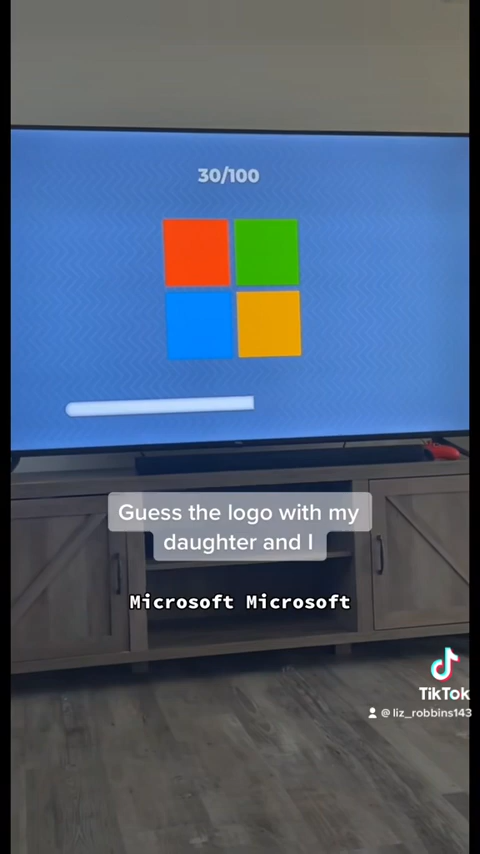 30/100
Guess the logo with my
daughter and I
Microsoft Microsoft
TikTok
@liz_robbins143